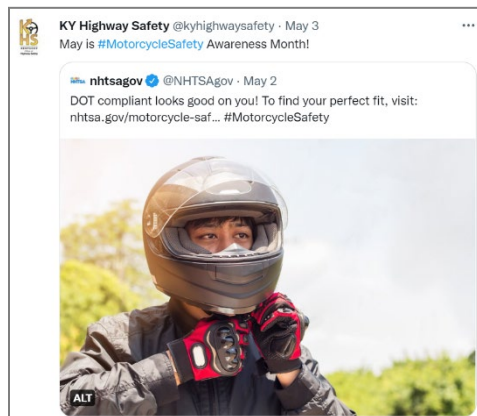 KY Highway Safety @kyhighwaysafety · May 3
May is #MotorcycleSafety Awareness Month!
nhtsagov @NHTSAgov · May 2
DOT compliant looks good on you! To find your perfect fit, visit:
nhtsa.gov/motorcycle-saf... #MotorcycleSafety
ALT